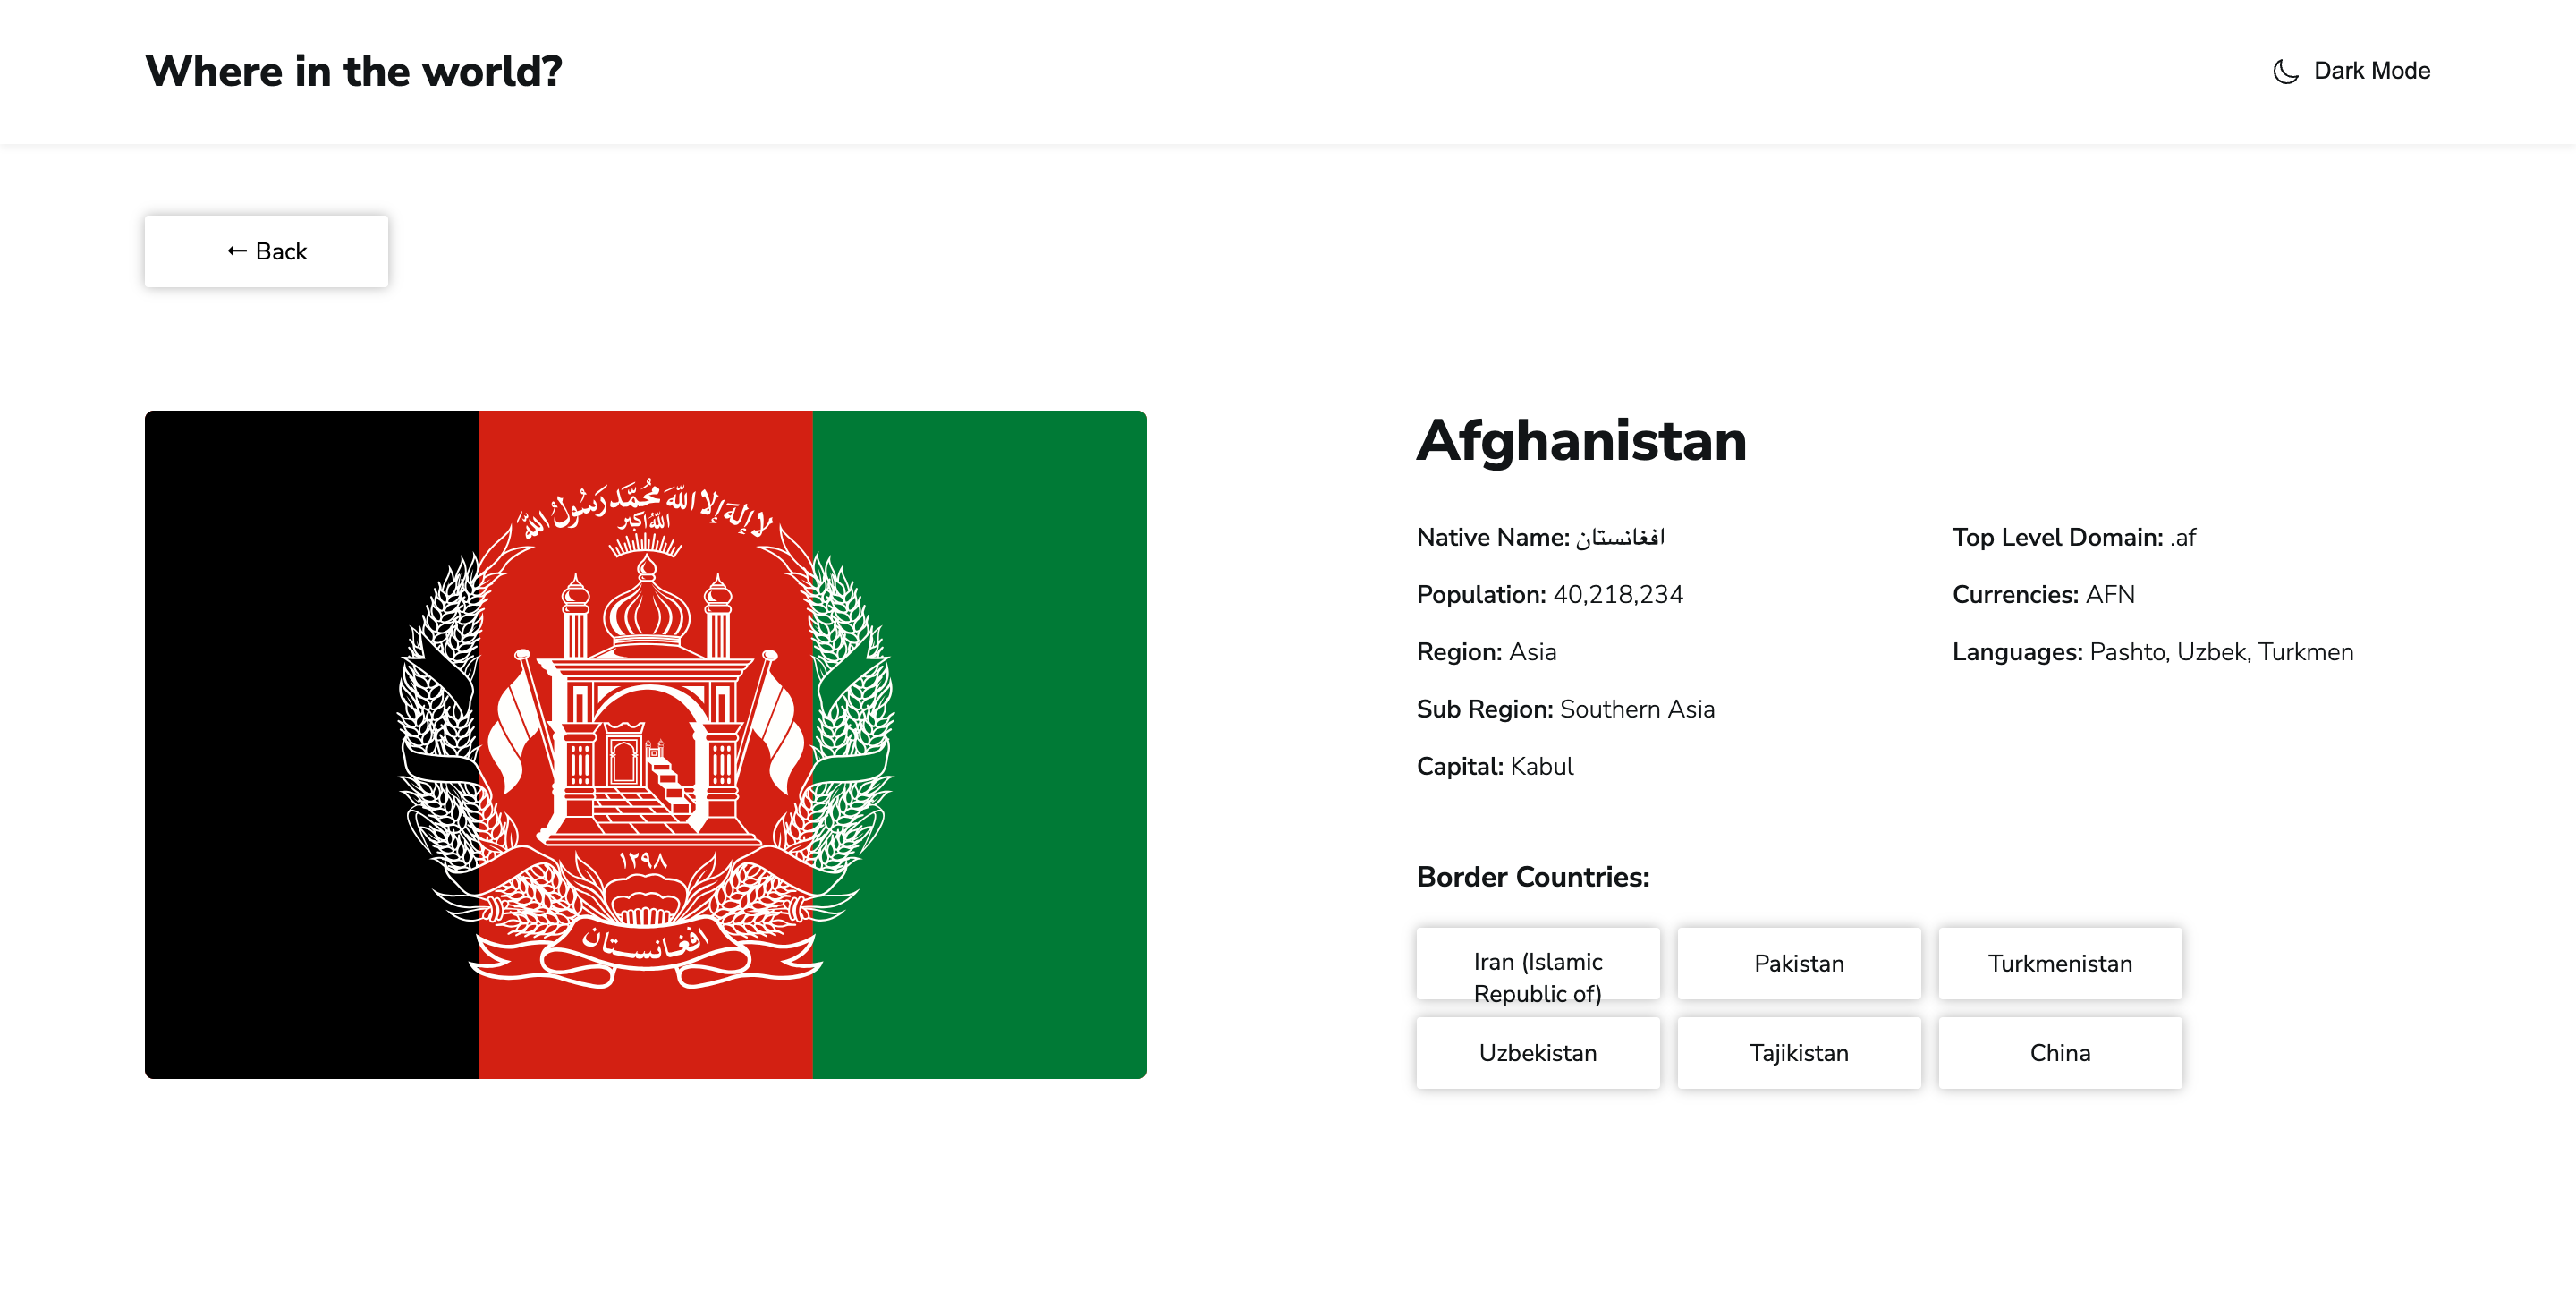 Where in the world?
Dark Mode
← Back
لا إله إلا الله محمد رسول الله
الله أكبر
١٢٩٨
افغانستان
Afghanistan
Native Name: افغانستان
Population: 40,218,234
Region: Asia
Sub Region: Southern Asia
Capital: Kabul
Top Level Domain: .af
Currencies: AFN
Languages: Pashto, Uzbek, Turkmen
Border Countries:
Iran (Islamic
Republic of)
Pakistan
Turkmenistan
Uzbekistan
Tajikistan
China